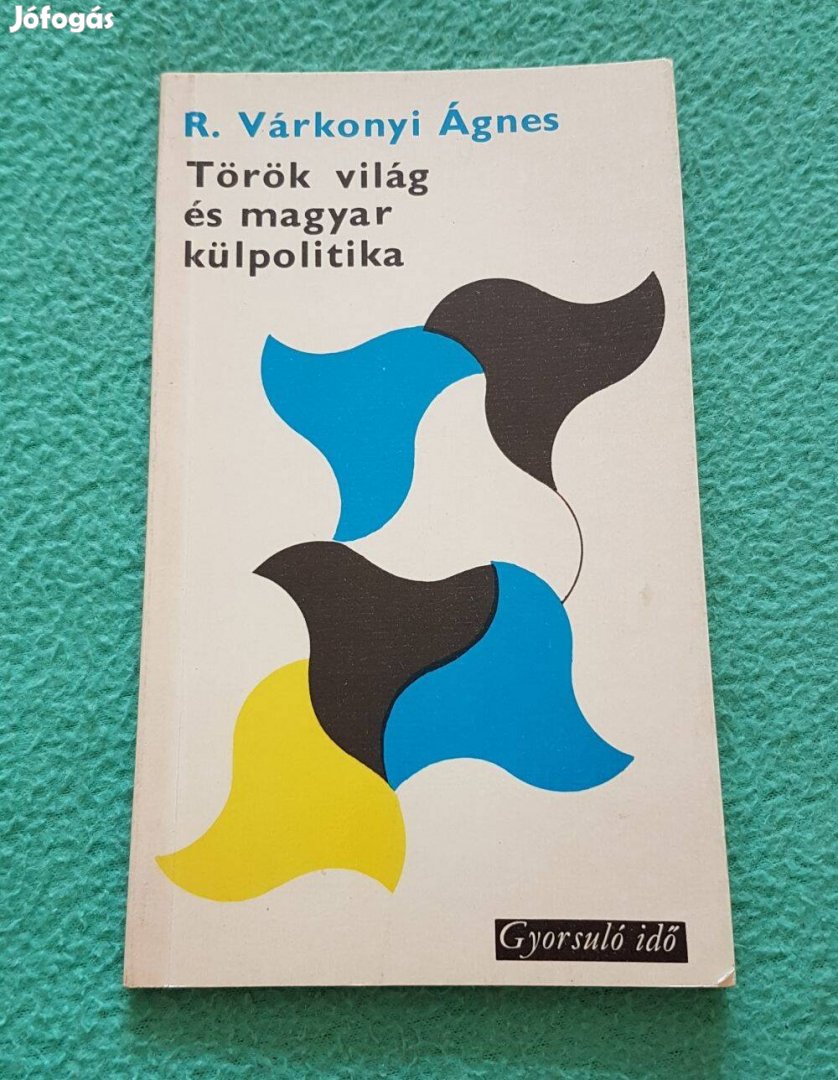 Jófogás
R. Várkonyi Ágnes
Török világ
és magyar
külpolitika
Gyorsuló idő